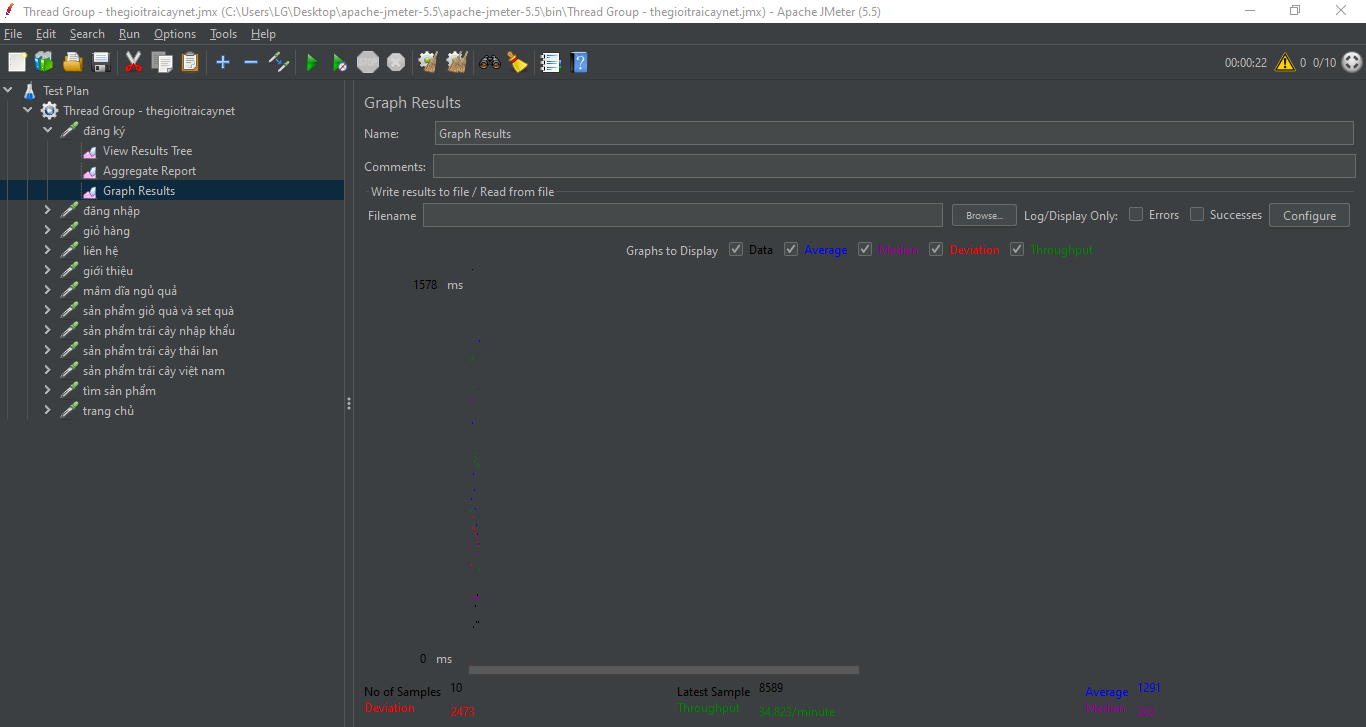 Thread Group - thegioitraicaynet.jmx (C:\Users\LG\Desktop\apache-jmeter-5.5\apache-jmeter-5.5\bin\Thread Group - thegioitraicaynet.jmx) - Apache JMeter (5.5)
File Edit Search Run Options Tools Help
STOP 00:00:22 0 0/10
Test Plan
Thread Group - thegioitraicaynet
đăng ký
View Results Tree
Aggregate Report
Graph Results
đăng nhập
giỏ hàng
liên hệ
giới thiệu
mâm dĩa ngủ quả
sản phẩm giỏ quà và set quà
sản phẩm trái cây nhập khẩu
sản phẩm trái cây thái lan
sản phẩm trái cây việt nam
tìm sản phẩm
trang chủ
Graph Results
Name: Graph Results
Comments:
Write results to file / Read from file
Filename Browse... Log/Display Only: Errors Successes Configure
Graphs to Display Data Average Median Deviation Throughput
1578 ms
0 ms
No of Samples 10 Latest Sample 8589 Average 1291
Deviation 2473 Throughput 34.823/minute Median